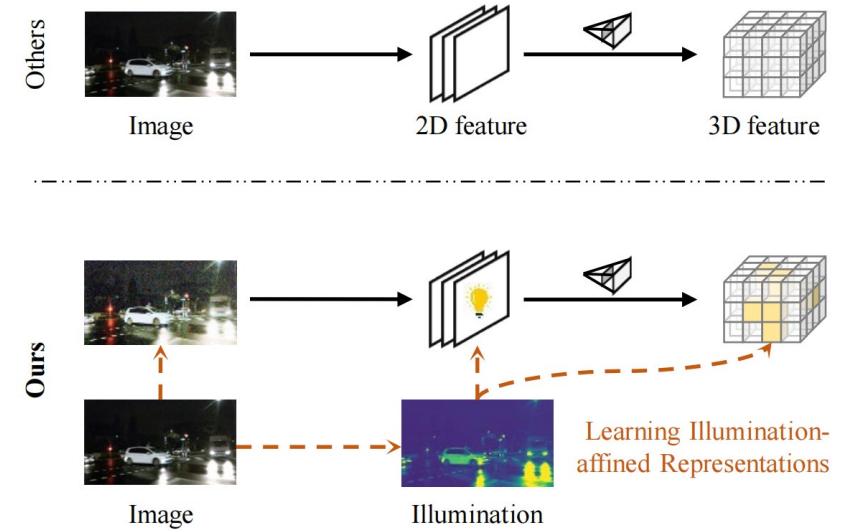 Others
Image
2D feature
3D feature
Ours
Learning Illumination-
affined Representations
Image
Illumination